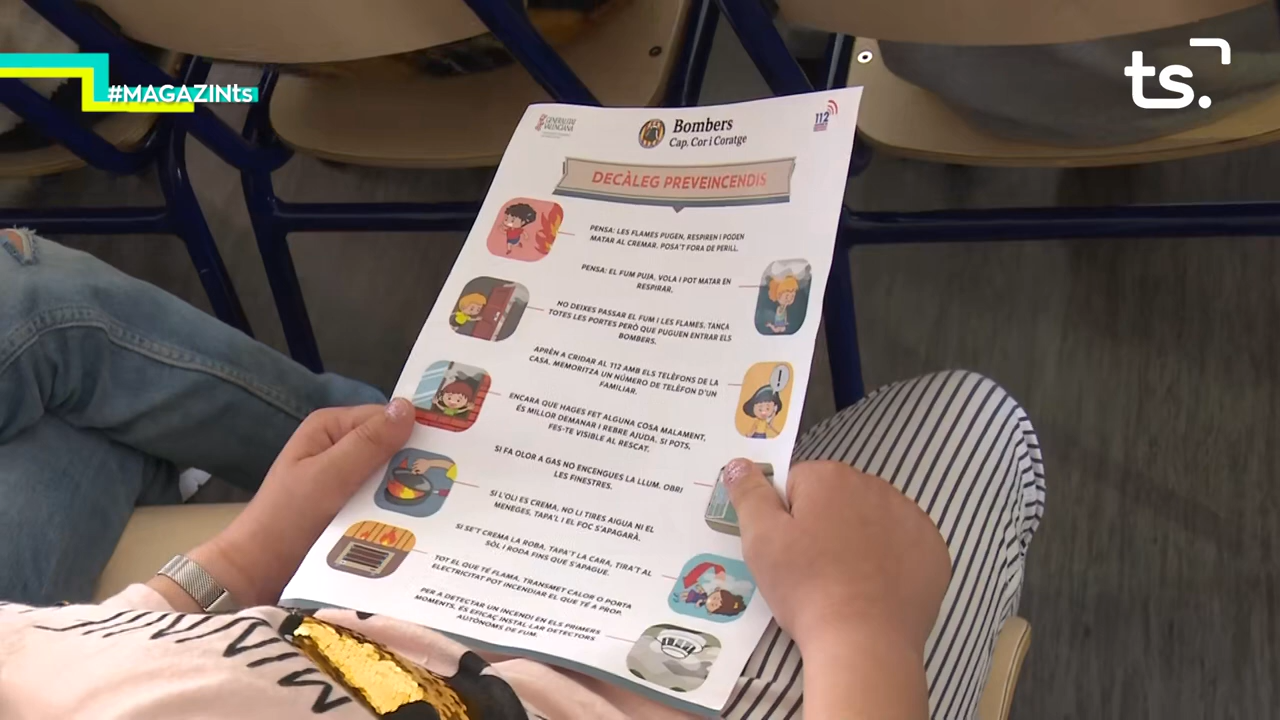 #MAGAZINts
ts.
GENERALITAT
VALENCIANA
Bombers
Cap, Cor i Coratge
112
DECÀLEG PREVEINCENDIS
PENSA: LES FLAMES PUGEN, RESPIREN I PODEN
MATAR AL CREMAR. POSA'T FORA DE PERILL.
PENSA: EL FUM PUJA, VOLA I POT MATAR EN
RESPIRAR.
NO DEIXES PASSAR EL FUM I LES FLAMES. TANCA
TOTES LES PORTES PERÒ QUE PUGUEN ENTRAR ELS
BOMBERS.
APRÈN A CRIDAR AL 112 AMB ELS TELÈFONS DE LA
CASA. MEMORITZA UN NÚMERO DE TELÈFON D'UN
FAMILIAR.
ENCARA QUE HAGES FET ALGUNA COSA MALAMENT,
ÉS MILLOR DEMANAR I REBRE AJUDA. SI POTS,
FES-TE VISIBLE AL RESCAT.
SI FA OLOR A GAS NO ENCENGUES LA LLUM. OBRI
LES FINESTRES.
SI L'OLI ES CREMA, NO LI TIRES AIGUA NI EL
MENEGES, TAPA'L I EL FOC S'APAGARÀ.
SI SE'T CREMA LA ROBA, TAPA'T LA CARA, TIRA'T AL
SÒL I RODA FINS QUE S'APAGUE.
TOT EL QUE TÉ FLAMA, TRANSMET CALOR O PORTA
ELECTRICITAT POT INCENDIAR EL QUE TÉ A PROP.
PER A DETECTAR UN INCENDI EN ELS PRIMERS
MOMENTS, ÉS EFICAÇ INSTAL·LAR DETECTORS
AUTÒNOMS DE FUM.